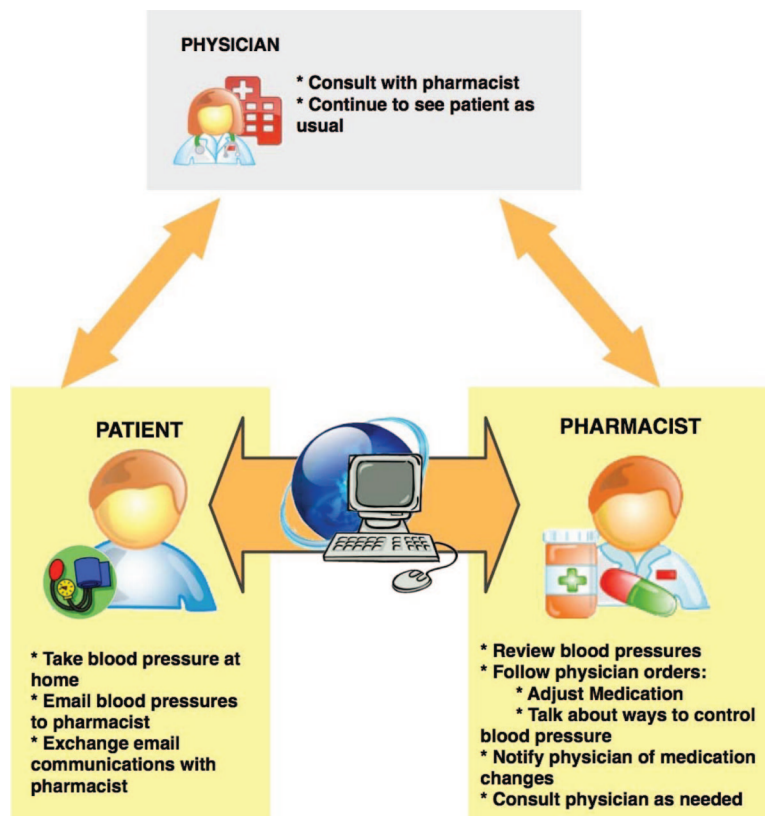 PHYSICIAN
* Consult with pharmacist
* Continue to see patient as
usual
PATIENT
* Take blood pressure at
home
* Email blood pressures
to pharmacist
* Exchange email
communications with
pharmacist
PHARMACIST
* Review blood pressures
* Follow physician orders:
* Adjust Medication
* Talk about ways to control
blood pressure
* Notify physician of medication
changes
* Consult physician as needed